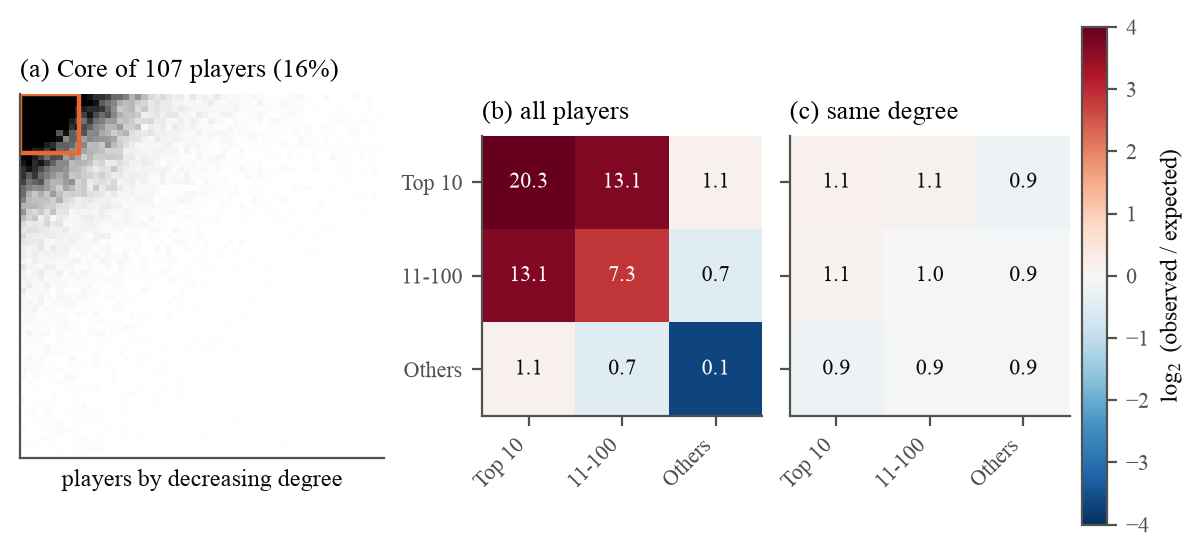 (a) Core of 107 players (16%)
players by decreasing degree
(b) all players
Top 10
20.3 13.1 1.1
11-100
13.1 7.3 0.7
Others
1.1 0.7 0.1
Top 10 11-100 Others
(c) same degree
1.1 1.1 0.9
1.1 1.0 0.9
0.9 0.9 0.9
Top 10 11-100 Others
4
3
2
1
0
−1
−2
−3
−4
log₂ (observed / expected)